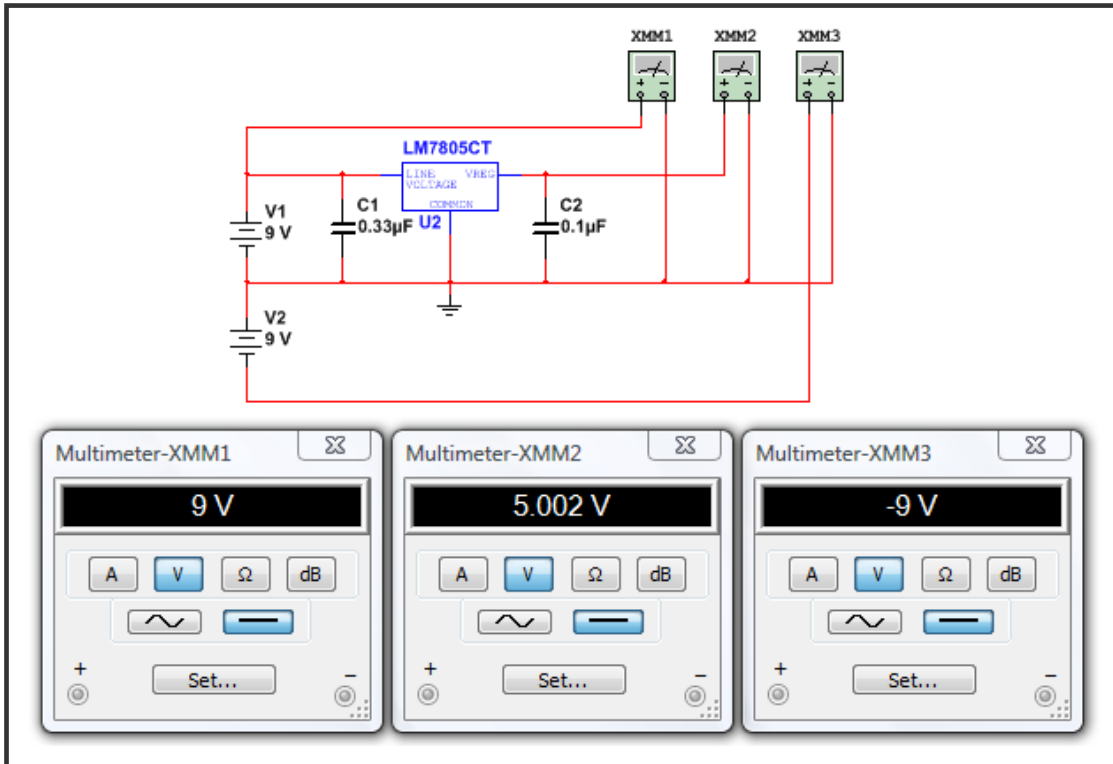 XMM1 XMM2 XMM3
LM7805CT
LINE VREG
VOLTAGE
COMMON
U2
V1
9 V
C1
0.33µF
C2
0.1µF
V2
9 V
Multimeter-XMM1
9 V
A V Ω dB
+ −
Set...
Multimeter-XMM2
5.002 V
A V Ω dB
+ −
Set...
Multimeter-XMM3
-9 V
A V Ω dB
+ −
Set...